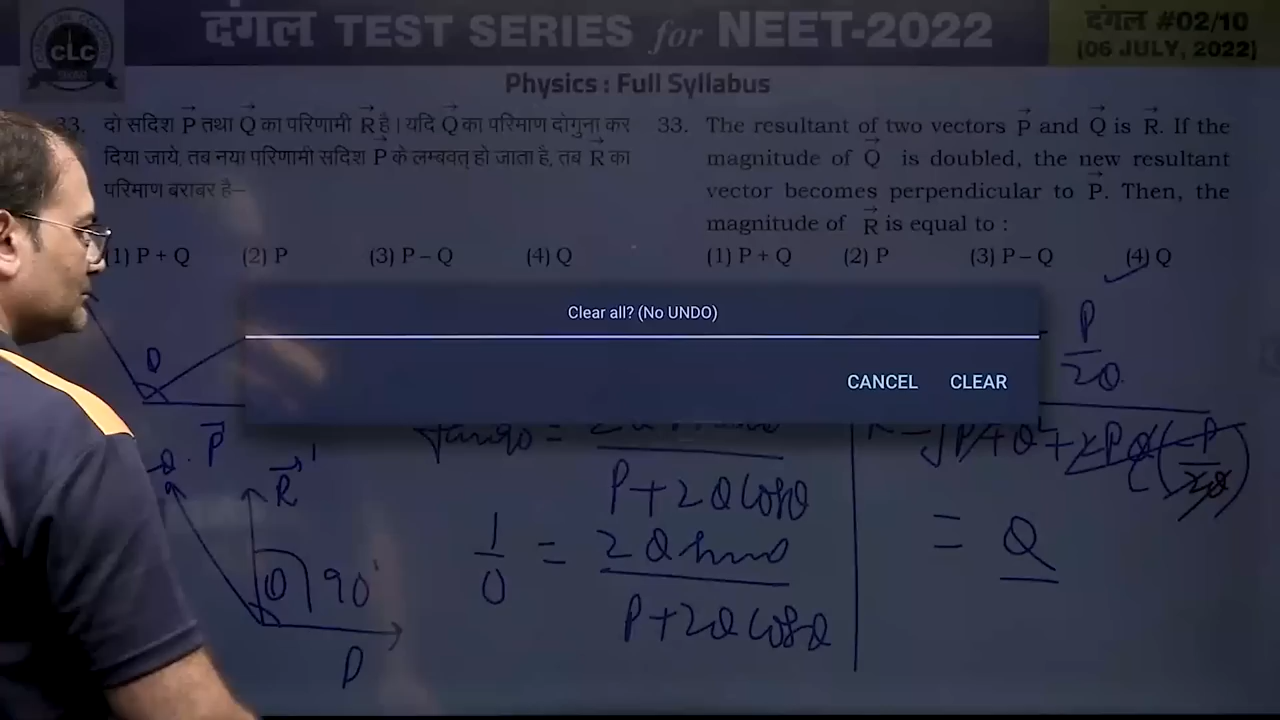 CLC
दंगल TEST SERIES for NEET-2022
दंगल #02/10
(06 JULY, 2022)
Physics : Full Syllabus
33. दो सदिश P⃗ तथा Q⃗ का परिणामी R⃗ है। यदि Q⃗ का परिमाण दोगुना कर
दिया जाये, तब नया परिणामी सदिश P⃗ के लम्बवत् हो जाता है, तब R⃗ का
परिमाण बराबर है–
(1) P + Q (2) P (3) P – Q (4) Q
33. The resultant of two vectors P⃗ and Q⃗ is R⃗. If the
magnitude of Q⃗ is doubled, the new resultant
vector becomes perpendicular to P⃗. Then, the
magnitude of R⃗ is equal to :
(1) P + Q (2) P (3) P – Q (4) Q
Clear all? (No UNDO)
CANCEL CLEAR
θ
P⃗
Q
R⃗'
θ 90°
P
P + 2Q Cosθ
1/0 = 2Q sinθ / P + 2Q Cosθ
P/2Q
= Q